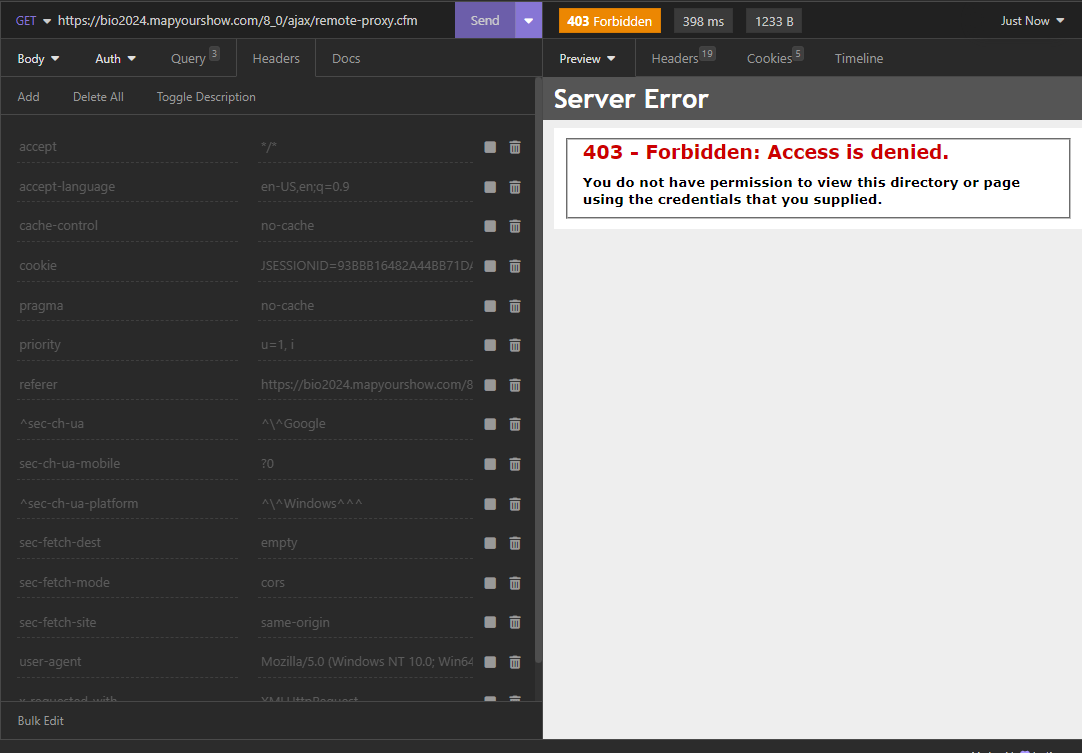 GET https://bio2024.mapyourshow.com/8_0/ajax/remote-proxy.cfm Send 403 Forbidden 398 ms 1233 B Just Now
Body Auth Query 3 Headers Docs Preview Headers 19 Cookies 5 Timeline
Add Delete All Toggle Description
Server Error
403 - Forbidden: Access is denied.
You do not have permission to view this directory or page
using the credentials that you supplied.
accept */*
accept-language en-US,en;q=0.9
cache-control no-cache
cookie JSESSIONID=93BBB16482A44BB71DA
pragma no-cache
priority u=1, i
referer https://bio2024.mapyourshow.com/8
^sec-ch-ua ^\^Google
sec-ch-ua-mobile ?0
^sec-ch-ua-platform ^\^Windows^^^
sec-fetch-dest empty
sec-fetch-mode cors
sec-fetch-site same-origin
user-agent Mozilla/5.0 (Windows NT 10.0; Win64
x-requested-with XMLHttpRequest
Bulk Edit